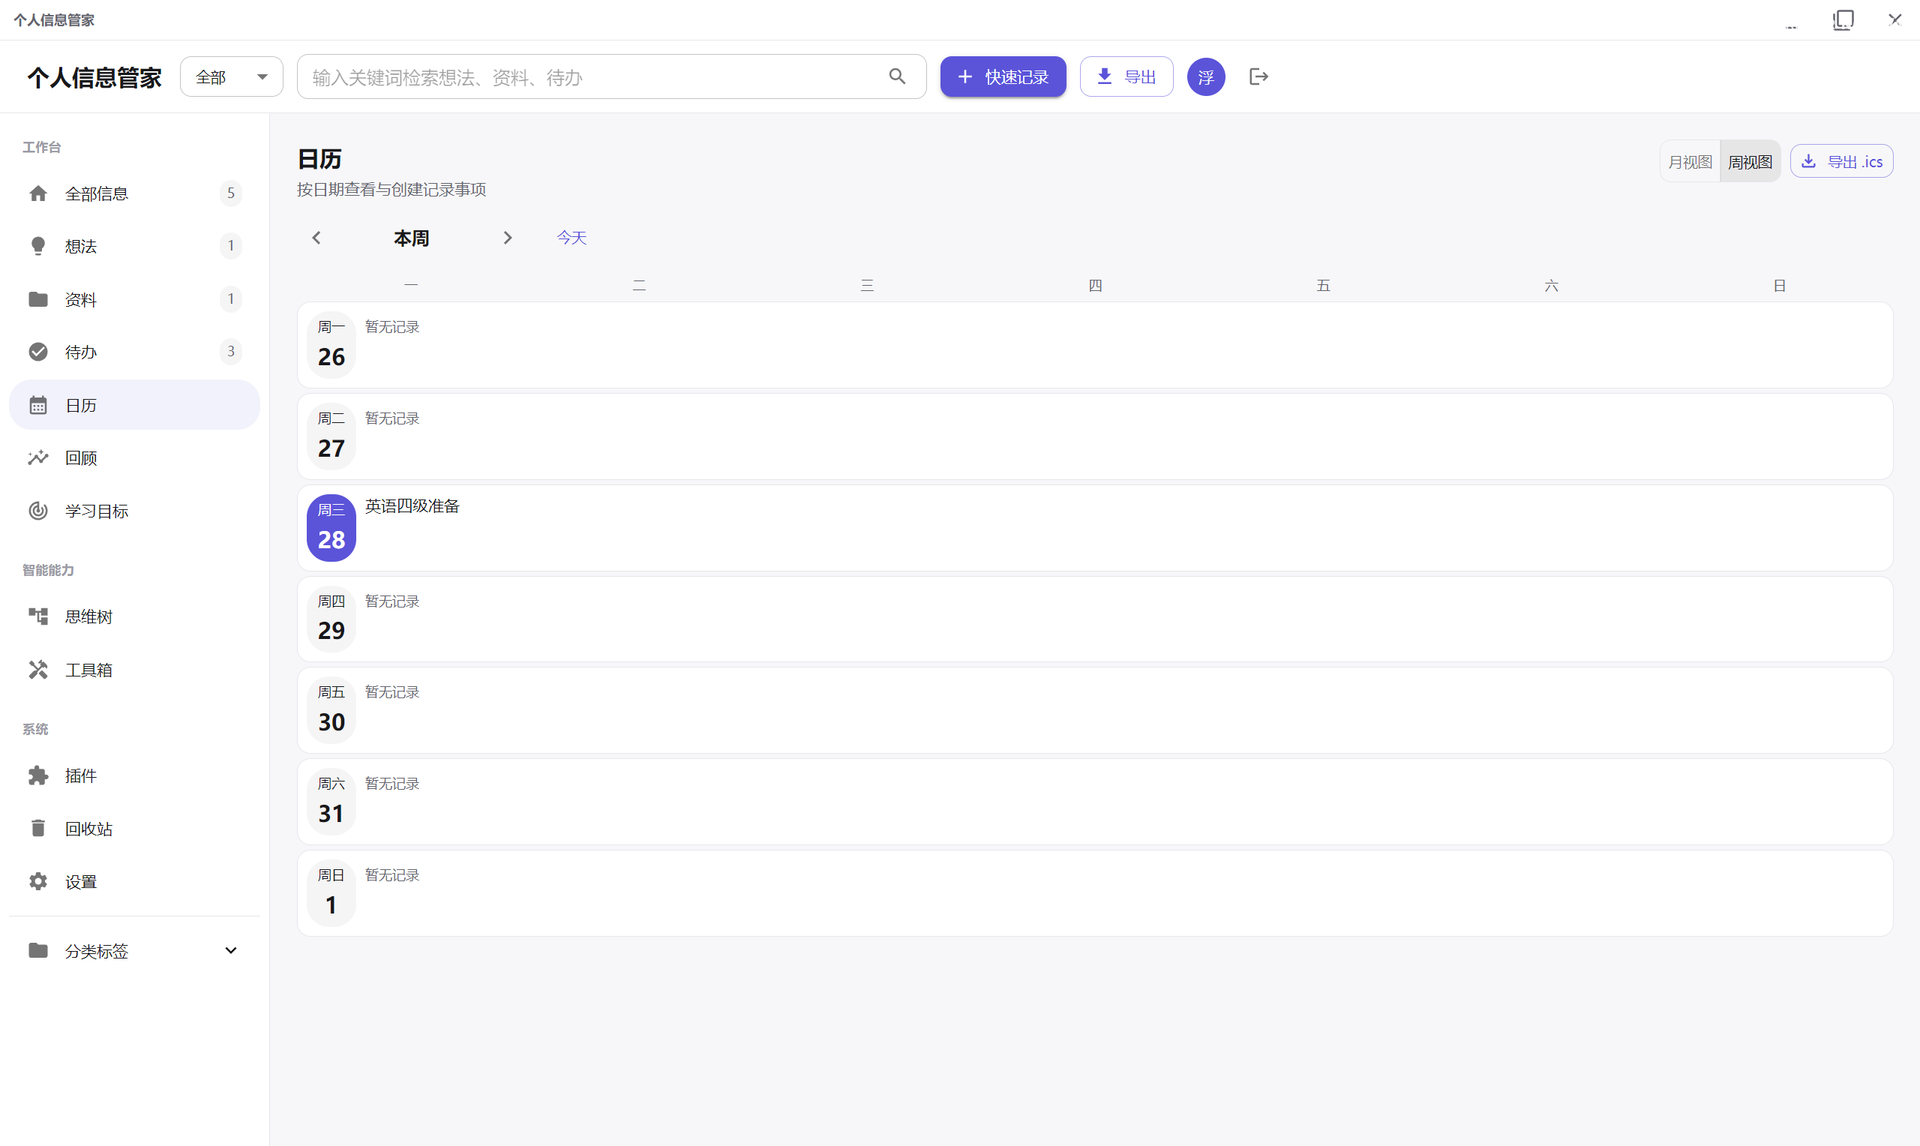 个人信息管家
个人信息管家
全部
输入关键词检索想法、资料、待办
快速记录
导出
浮
工作台
全部信息 5
想法 1
资料 1
待办 3
日历
回顾
学习目标
智能能力
思维树
工具箱
系统
插件
回收站
设置
分类标签
日历
按日期查看与创建记录事项
月视图
周视图
导出 .ics
本周
今天
一 二 三 四 五 六 日
周一 暂无记录
26
周二 暂无记录
27
周三 英语四级准备
28
周四 暂无记录
29
周五 暂无记录
30
周六 暂无记录
31
周日 暂无记录
1